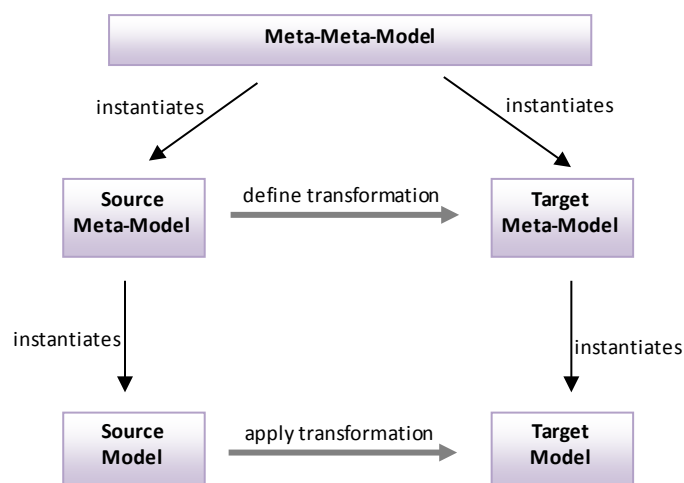 Meta-Meta-Model
instantiates
instantiates
Source
Meta-Model
define transformation
Target
Meta-Model
instantiates
instantiates
Source
Model
apply transformation
Target
Model